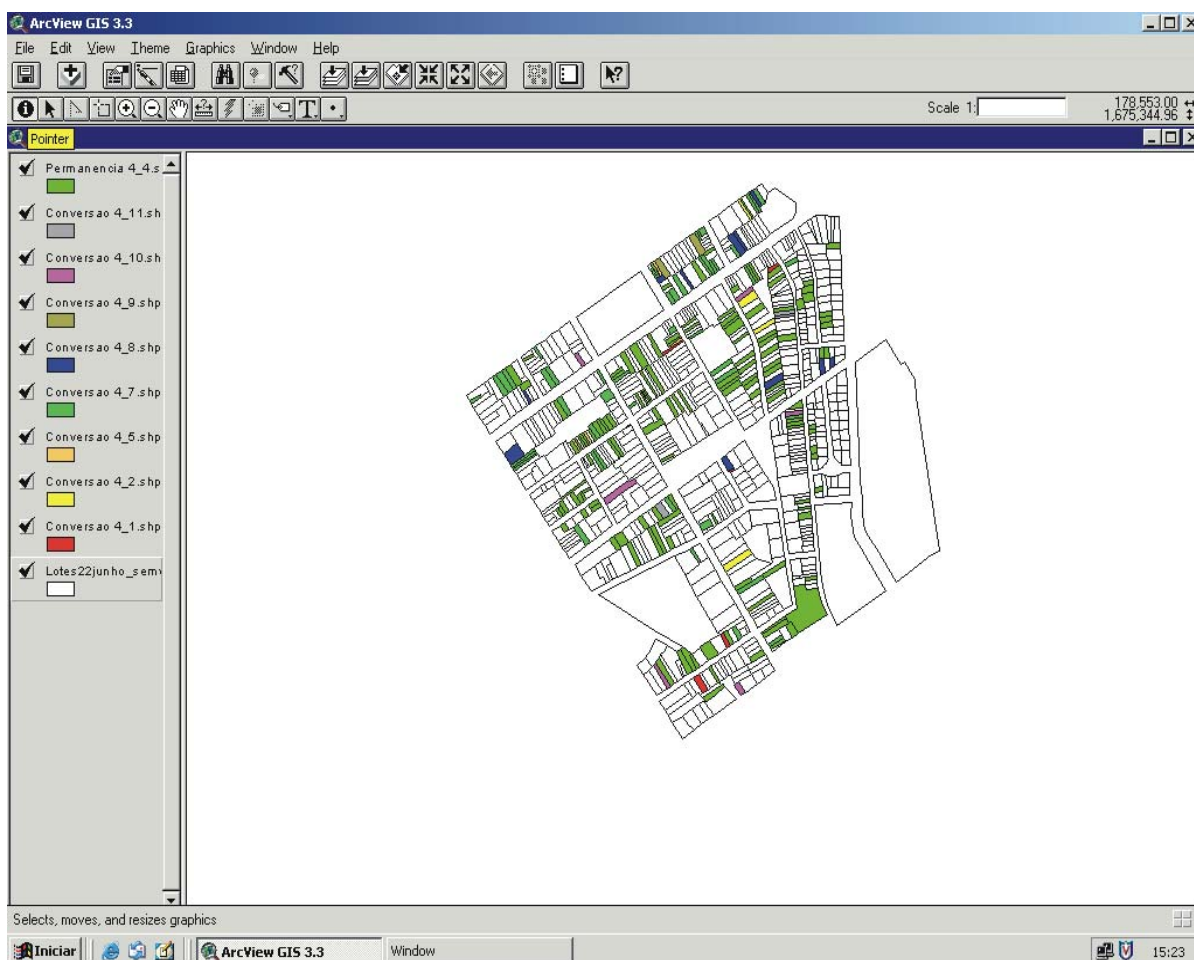 ArcView GIS 3.3
File Edit View Theme Graphics Window Help
Scale 1:
178,553.00
1,675,344.96
Pointer
Permanencia 4_4.s
Conversao 4_11.sh
Conversao 4_10.sh
Conversao 4_9.shp
Conversao 4_8.shp
Conversao 4_7.shp
Conversao 4_5.shp
Conversao 4_2.shp
Conversao 4_1.shp
Lotes22junho_sem
Selects, moves, and resizes graphics
Iniciar ArcView GIS 3.3 Window 15:23